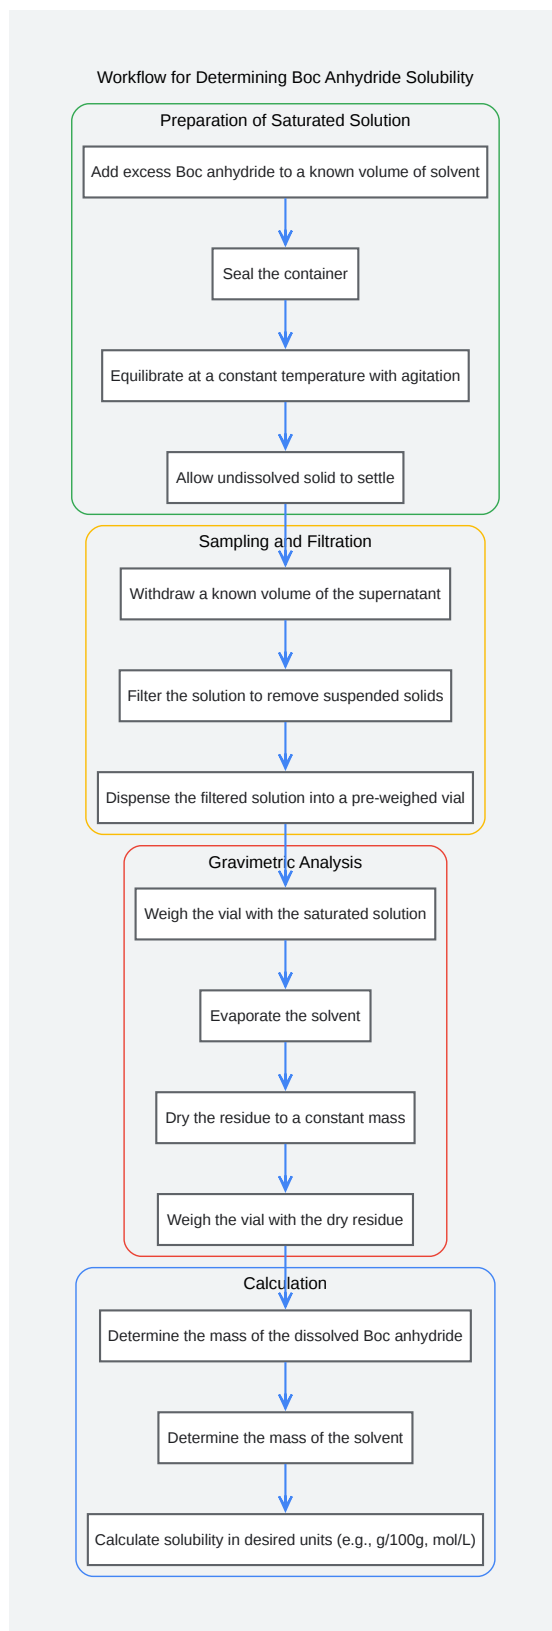 Workflow for Determining Boc Anhydride Solubility
Preparation of Saturated Solution
Add excess Boc anhydride to a known volume of solvent
Seal the container
Equilibrate at a constant temperature with agitation
Allow undissolved solid to settle
Sampling and Filtration
Withdraw a known volume of the supernatant
Filter the solution to remove suspended solids
Dispense the filtered solution into a pre-weighed vial
Gravimetric Analysis
Weigh the vial with the saturated solution
Evaporate the solvent
Dry the residue to a constant mass
Weigh the vial with the dry residue
Calculation
Determine the mass of the dissolved Boc anhydride
Determine the mass of the solvent
Calculate solubility in desired units (e.g., g/100g, mol/L)